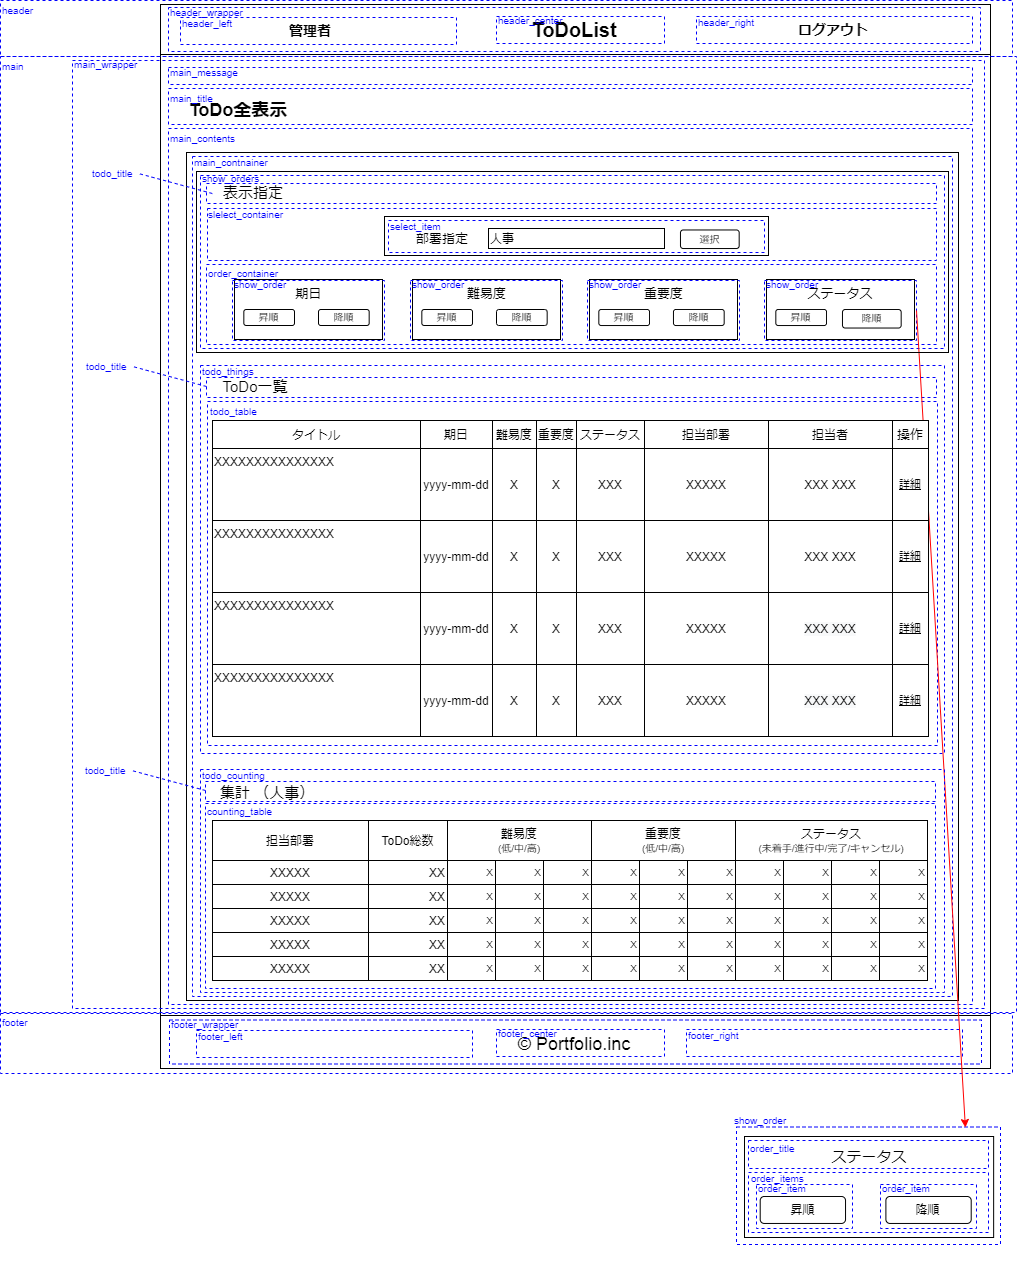 header
header_wrapper
header_left
管理者
header_center
ToDoList
header_right
ログアウト
main
main_wrapper
main_message
main_title
ToDo全表示
main_contents
main_contnainer
show_orders
todo_title
表示指定
slelect_container
select_item
部署指定
人事
選択
order_container
show_order
期日
昇順
降順
show_order
難易度
昇順
降順
show_order
重要度
昇順
降順
show_order
ステータス
昇順
降順
todo_things
todo_title
ToDo一覧
todo_table
タイトル 期日 難易度 重要度 ステータス 担当部署 担当者 操作
XXXXXXXXXXXXXXX
yyyy-mm-dd X X XXX XXXXX XXX XXX 詳細
XXXXXXXXXXXXXXX
yyyy-mm-dd X X XXX XXXXX XXX XXX 詳細
XXXXXXXXXXXXXXX
yyyy-mm-dd X X XXX XXXXX XXX XXX 詳細
XXXXXXXXXXXXXXX
yyyy-mm-dd X X XXX XXXXX XXX XXX 詳細
todo_title
todo_counting
集計 （人事）
counting_table
担当部署 ToDo総数 難易度 重要度 ステータス
(低/中/高) (低/中/高) (未着手/進行中/完了/キャンセル)
XXXXX XX X X X X X X X X X X
XXXXX XX X X X X X X X X X X
XXXXX XX X X X X X X X X X X
XXXXX XX X X X X X X X X X X
XXXXX XX X X X X X X X X X X
footer
footer_wrapper
footer_left
footer_center
© Portfolio.inc
footer_right
show_order
order_title
ステータス
order_items
order_item
昇順
order_item
降順